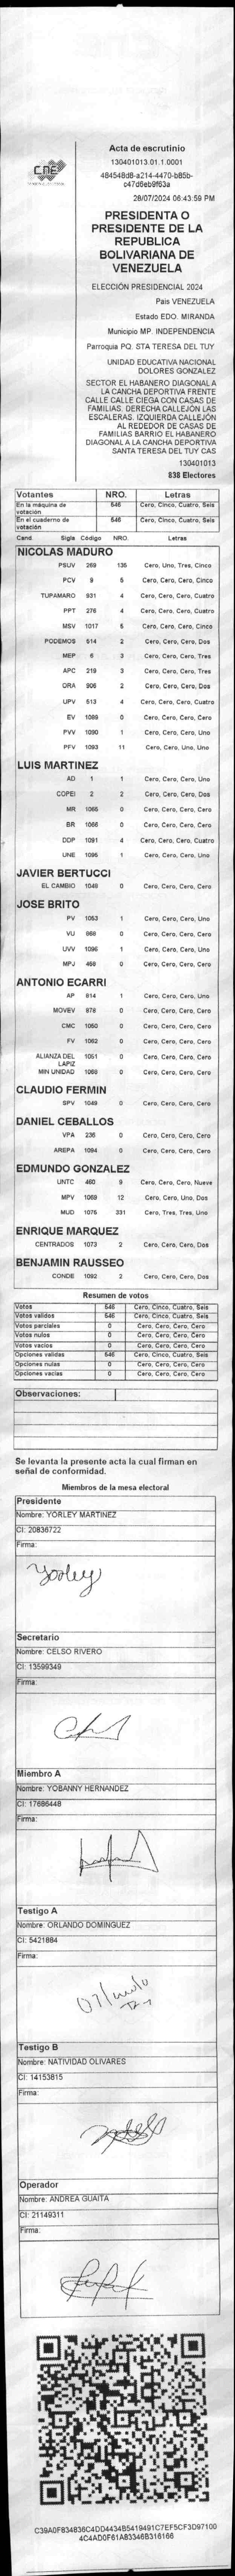 CNE
Acta de escrutinio
130401013.01.1.0001
484548d8-a214-4470-b85b-
c47d6eb9f63a
28/07/2024 06:43:59 PM
PRESIDENTA O
PRESIDENTE DE LA
REPUBLICA
BOLIVARIANA DE
VENEZUELA
ELECCIÓN PRESIDENCIAL 2024
Pais VENEZUELA
Estado EDO. MIRANDA
Municipio MP. INDEPENDENCIA
Parroquia PQ. STA TERESA DEL TUY
UNIDAD EDUCATIVA NACIONAL
DOLORES GONZALEZ
SECTOR EL HABANERO DIAGONAL A
LA CANCHA DEPORTIVA FRENTE
CALLE CALLE CIEGA CON CASAS DE
FAMILIAS. DERECHA CALLEJÓN LAS
ESCALERAS. IZQUIERDA CALLEJÓN
AL REDEDOR DE CASAS DE
FAMILIAS BARRIO EL HABANERO
DIAGONAL A LA CANCHA DEPORTIVA
SANTA TERESA DEL TUY CAS
130401013
838 Electores
Votantes NRO. Letras
En la máquina de votación 546 Cero, Cinco, Cuatro, Seis
En el cuaderno de votación 546 Cero, Cinco, Cuatro, Seis
Cand. Sigla Código NRO. Letras
NICOLAS MADURO
PSUV 269 135 Cero, Uno, Tres, Cinco
PCV 9 5 Cero, Cero, Cero, Cinco
TUPAMARO 931 4 Cero, Cero, Cero, Cuatro
PPT 276 4 Cero, Cero, Cero, Cuatro
MSV 1017 5 Cero, Cero, Cero, Cinco
PODEMOS 514 2 Cero, Cero, Cero, Dos
MEP 6 3 Cero, Cero, Cero, Tres
APC 219 3 Cero, Cero, Cero, Tres
ORA 906 2 Cero, Cero, Cero, Dos
UPV 513 4 Cero, Cero, Cero, Cuatro
EV 1089 0 Cero, Cero, Cero, Cero
PVV 1090 1 Cero, Cero, Cero, Uno
PFV 1093 11 Cero, Cero, Uno, Uno
LUIS MARTINEZ
AD 1 1 Cero, Cero, Cero, Uno
COPEI 2 2 Cero, Cero, Cero, Dos
MR 1065 0 Cero, Cero, Cero, Cero
BR 1066 0 Cero, Cero, Cero, Cero
DDP 1091 4 Cero, Cero, Cero, Cuatro
UNE 1095 1 Cero, Cero, Cero, Uno
JAVIER BERTUCCI
EL CAMBIO 1048 0 Cero, Cero, Cero, Cero
JOSE BRITO
PV 1053 1 Cero, Cero, Cero, Uno
VU 868 0 Cero, Cero, Cero, Cero
UVV 1096 1 Cero, Cero, Cero, Uno
MPJ 458 0 Cero, Cero, Cero, Cero
ANTONIO ECARRI
AP 814 1 Cero, Cero, Cero, Uno
MOVEV 878 0 Cero, Cero, Cero, Cero
CMC 1050 0 Cero, Cero, Cero, Cero
FV 1062 0 Cero, Cero, Cero, Cero
ALIANZA DEL LAPIZ 1051 0 Cero, Cero, Cero, Cero
MIN UNIDAD 1068 0 Cero, Cero, Cero, Cero
CLAUDIO FERMIN
SPV 1049 0 Cero, Cero, Cero, Cero
DANIEL CEBALLOS
VPA 236 0 Cero, Cero, Cero, Cero
AREPA 1094 0 Cero, Cero, Cero, Cero
EDMUNDO GONZALEZ
UNTC 460 9 Cero, Cero, Cero, Nueve
MPV 1069 12 Cero, Cero, Uno, Dos
MUD 1075 331 Cero, Tres, Tres, Uno
ENRIQUE MARQUEZ
CENTRADOS 1073 2 Cero, Cero, Cero, Dos
BENJAMIN RAUSSEO
CONDE 1092 2 Cero, Cero, Cero, Dos
Resumen de votos
Votos 546 Cero, Cinco, Cuatro, Seis
Votos validos 546 Cero, Cinco, Cuatro, Seis
Votos parciales 0 Cero, Cero, Cero, Cero
Votos nulos 0 Cero, Cero, Cero, Cero
Votos vacios 0 Cero, Cero, Cero, Cero
Opciones validas 546 Cero, Cinco, Cuatro, Seis
Opciones nulas 0 Cero, Cero, Cero, Cero
Opciones vacias 0 Cero, Cero, Cero, Cero
Observaciones:
Se levanta la presente acta la cual firman en
señal de conformidad.
Miembros de la mesa electoral
Presidente
Nombre: YORLEY MARTINEZ
CI: 20836722
Firma:
Yorley
Secretario
Nombre: CELSO RIVERO
CI: 13599349
Firma:
Miembro A
Nombre: YOBANNY HERNANDEZ
CI: 17686448
Firma:
Testigo A
Nombre: ORLANDO DOMINGUEZ
CI: 5421884
Firma:
Testigo B
Nombre: NATIVIDAD OLIVARES
CI: 14153815
Firma:
Operador
Nombre: ANDREA GUAITA
CI: 21149311
Firma:
C39A0F834836C4DD4434B5419491C7EF5CF3D97100
4C4AD0F61A83346B316166